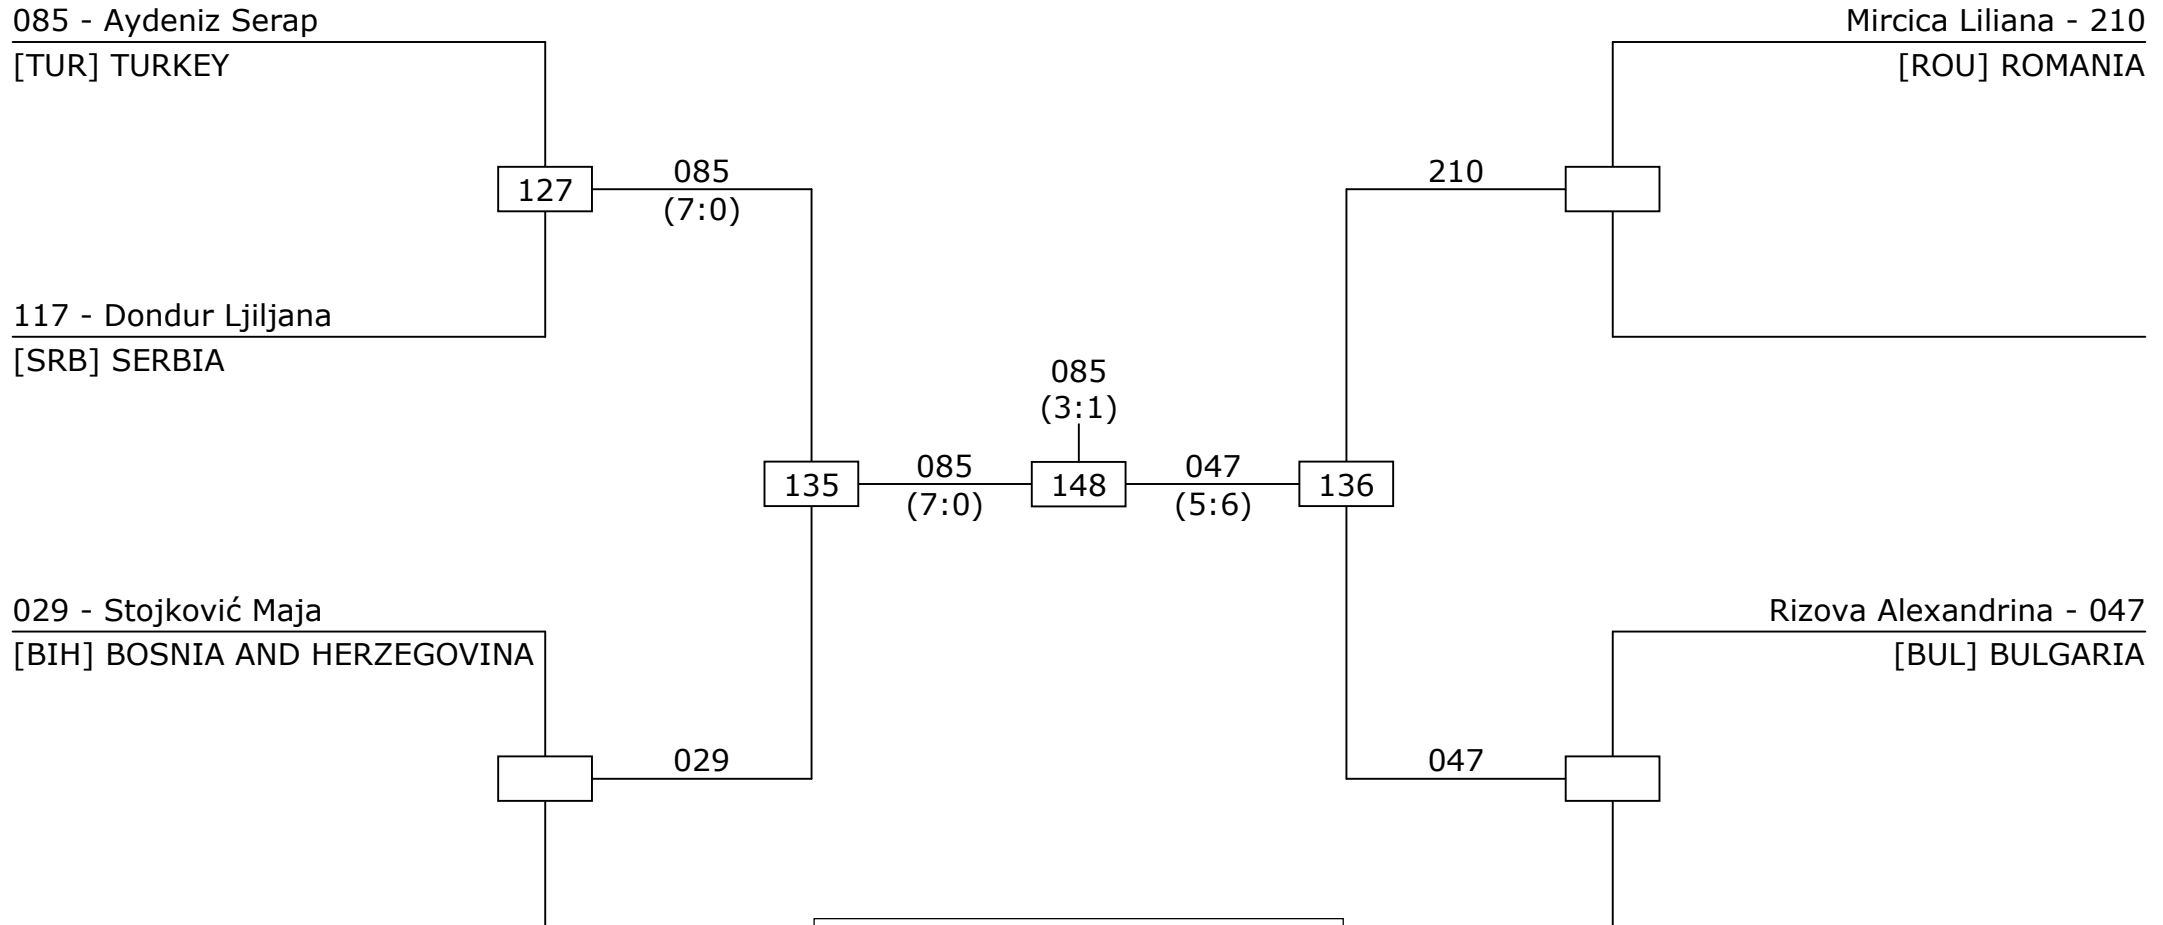 085 - Aydeniz Serap
[TUR] TURKEY
Mircica Liliana - 210
[ROU] ROMANIA
127
085
(7:0)
210
117 - Dondur Ljiljana
[SRB] SERBIA
085
(3:1)
135
085
(7:0)
148
047
(5:6)
136
029 - Stojković Maja
[BIH] BOSNIA AND HERZEGOVINA
Rizova Alexandrina - 047
[BUL] BULGARIA
029
047